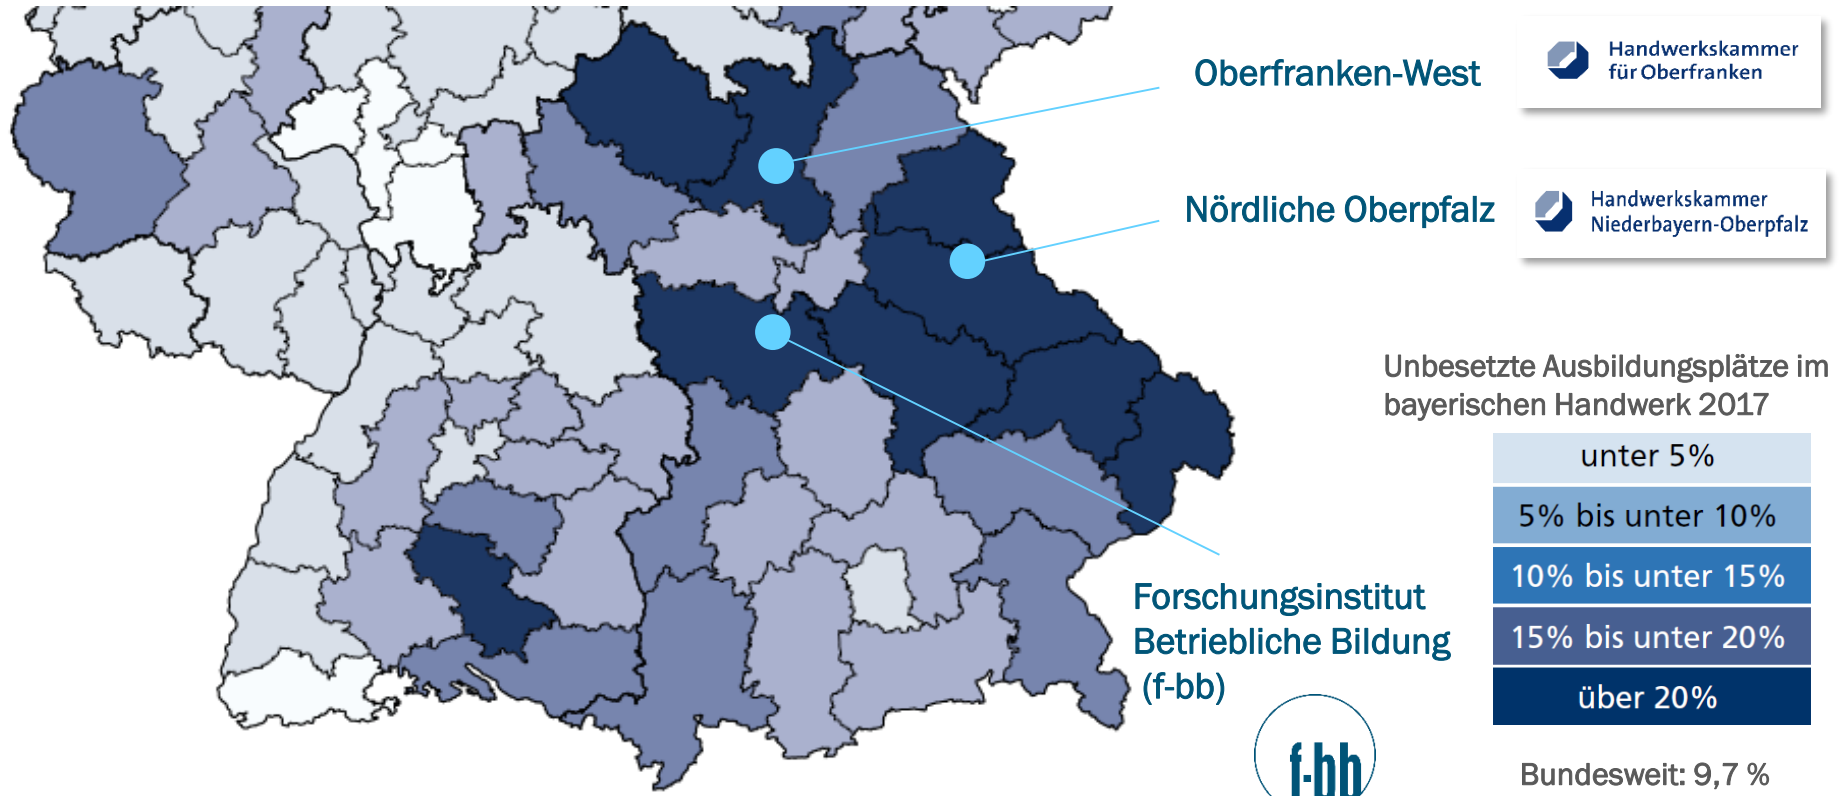 Oberfranken-West
Handwerkskammer
für Oberfranken
Nördliche Oberpfalz
Handwerkskammer
Niederbayern-Oberpfalz
Unbesetzte Ausbildungsplätze im
bayerischen Handwerk 2017
unter 5%
5% bis unter 10%
10% bis unter 15%
15% bis unter 20%
über 20%
Bundesweit: 9,7 %
Forschungsinstitut
Betriebliche Bildung
(f-bb)
f-bb